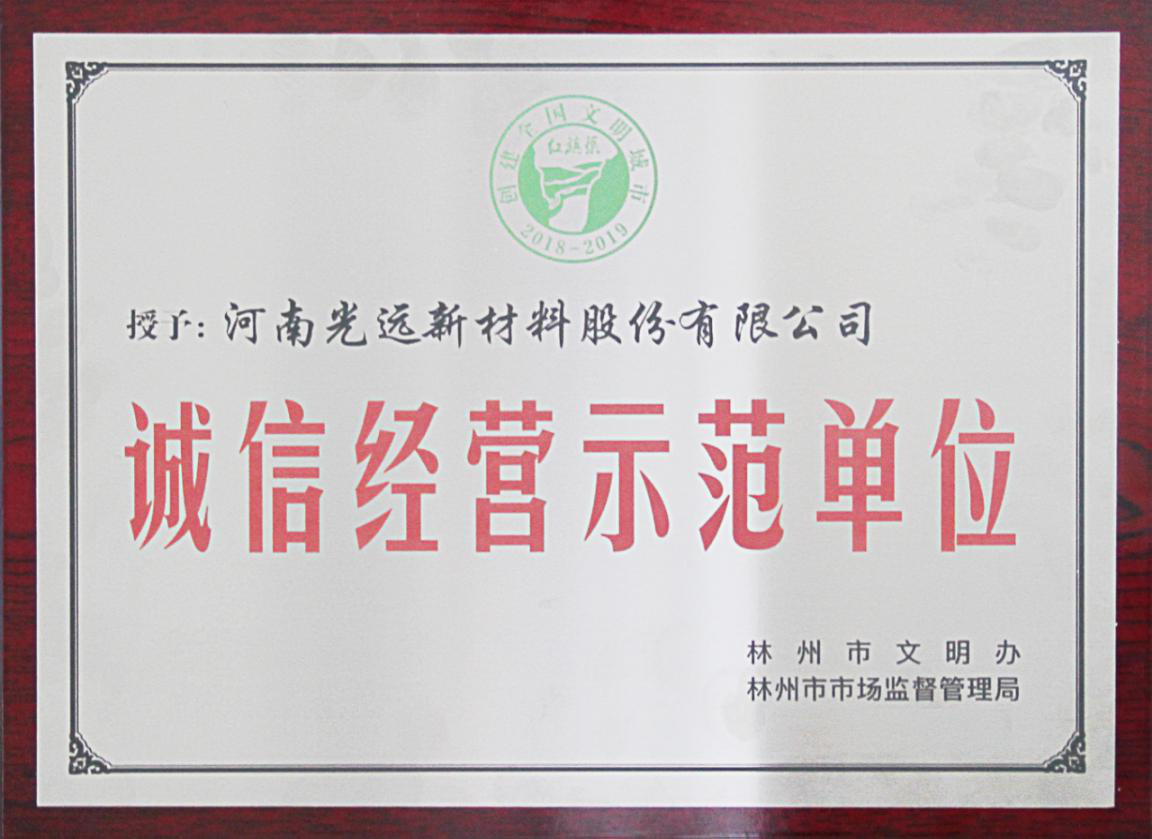 创建全国文明城市
红旗渠
2018-2019
授予:河南光远新材料股份有限公司
诚信经营示范单位
林州市文明办
林州市市场监督管理局